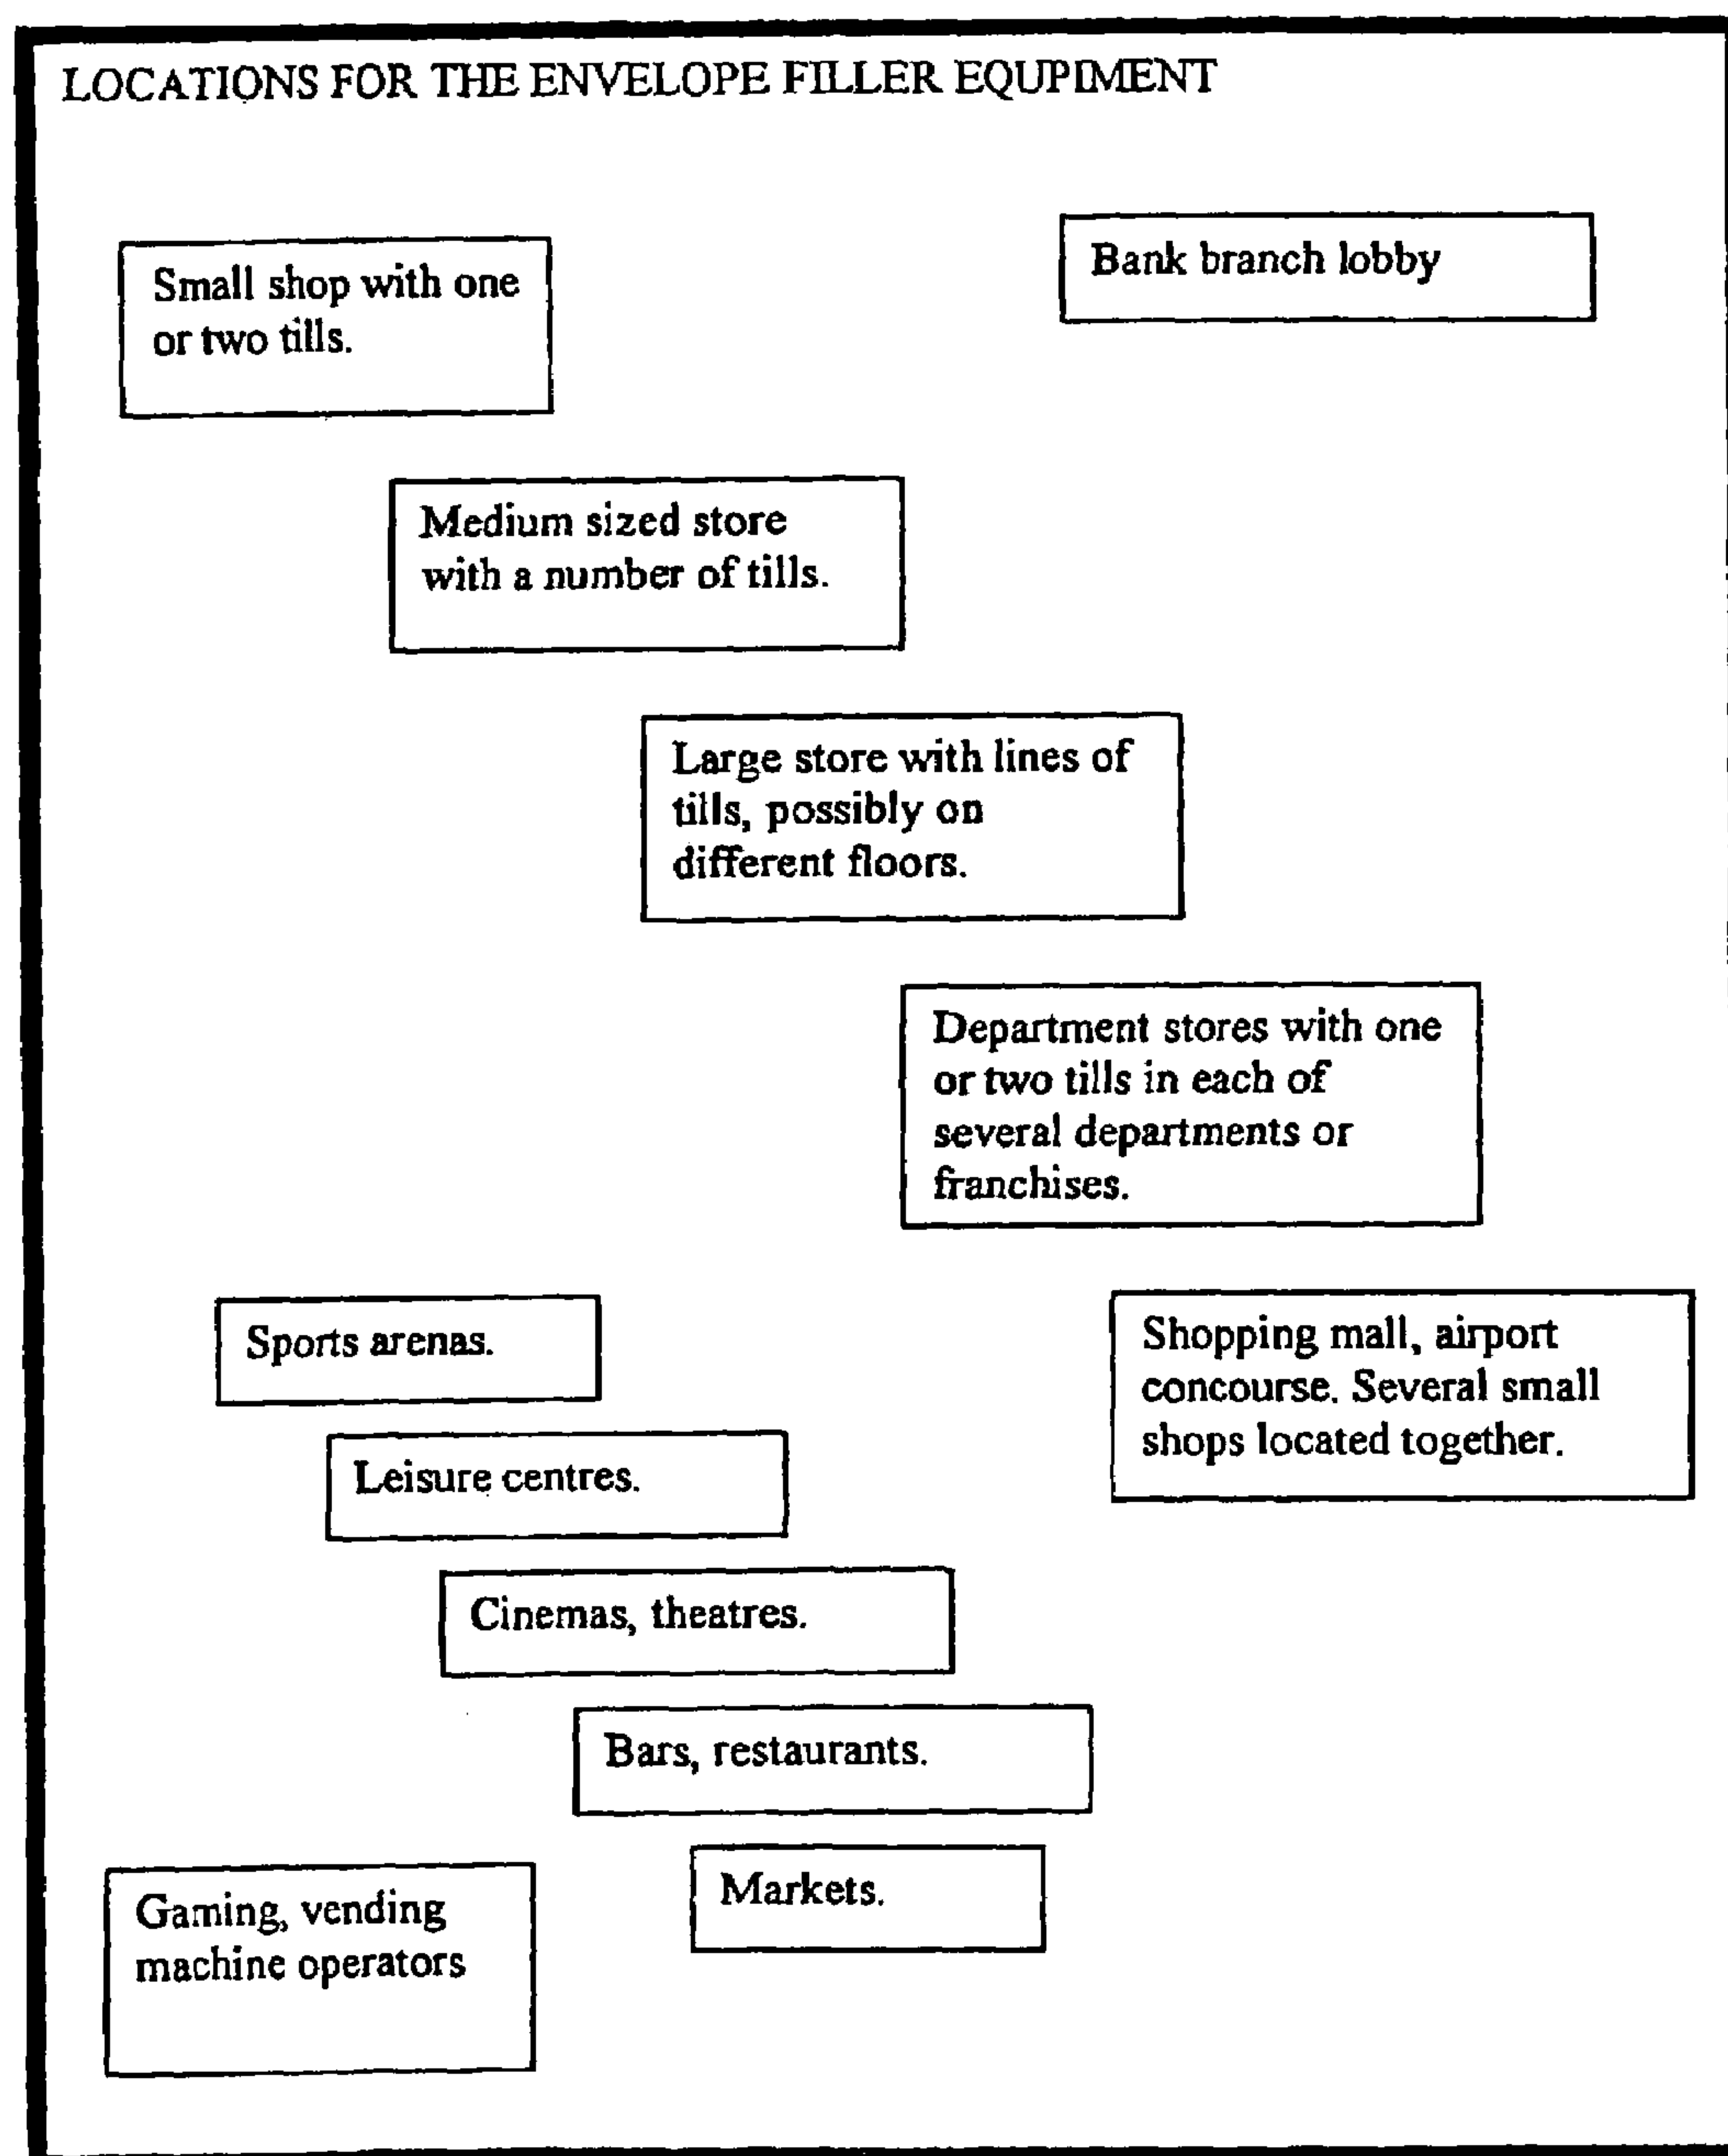 LOCATIONS FOR THE ENVELOPE FILLER EQUPIMENT
Small shop with one
or two tills.
Bank branch lobby
Medium sized store
with a number of tills.
Large store with lines of
tills, possibly on
different floors.
Department stores with one
or two tills in each of
several departments or
franchises.
Sports arenas.
Shopping mall, airport
concourse. Several small
shops located together.
Leisure centres.
Cinemas, theatres.
Bars, restaurants.
Markets.
Gaming, vending
machine operators